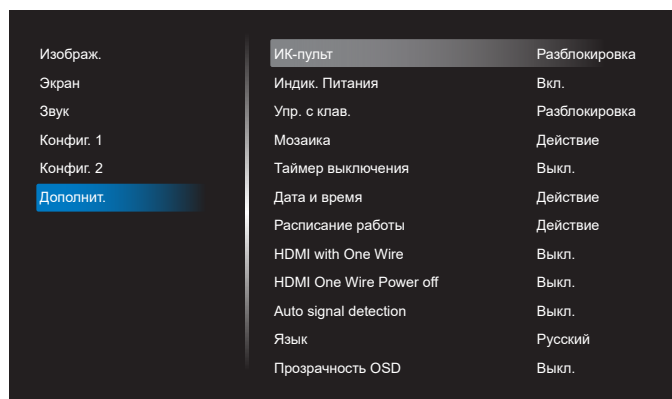 Изображ.
Экран
Звук
Конфиг. 1
Конфиг. 2
Дополнит.
ИК-пульт Разблокировка
Индик. Питания Вкл.
Упр. с клав. Разблокировка
Мозаика Действие
Таймер выключения Выкл.
Дата и время Действие
Расписание работы Действие
HDMI with One Wire Выкл.
HDMI One Wire Power off Выкл.
Auto signal detection Выкл.
Язык Русский
Прозрачность OSD Выкл.